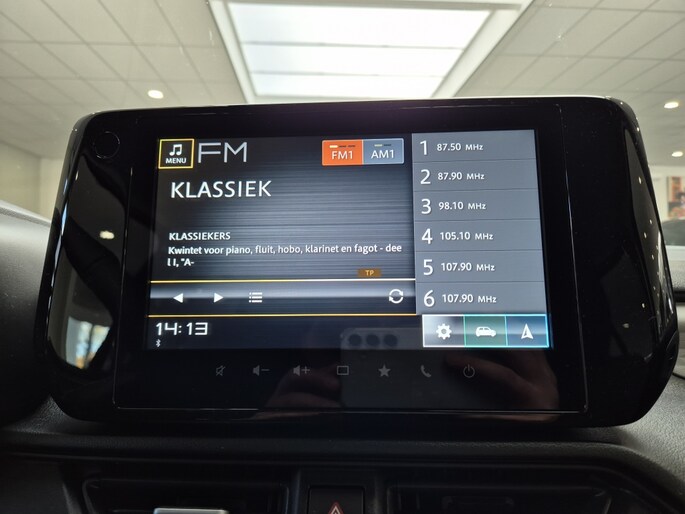 MENU
FM
FM1
AM1
KLASSIEK
KLASSIEKERS
Kwintet voor piano, fluit, hobo, klarinet en fagot - dee
l I, "A-
TP
14:13
1 87.50 MHz
2 87.90 MHz
3 98.10 MHz
4 105.10 MHz
5 107.90 MHz
6 107.90 MHz